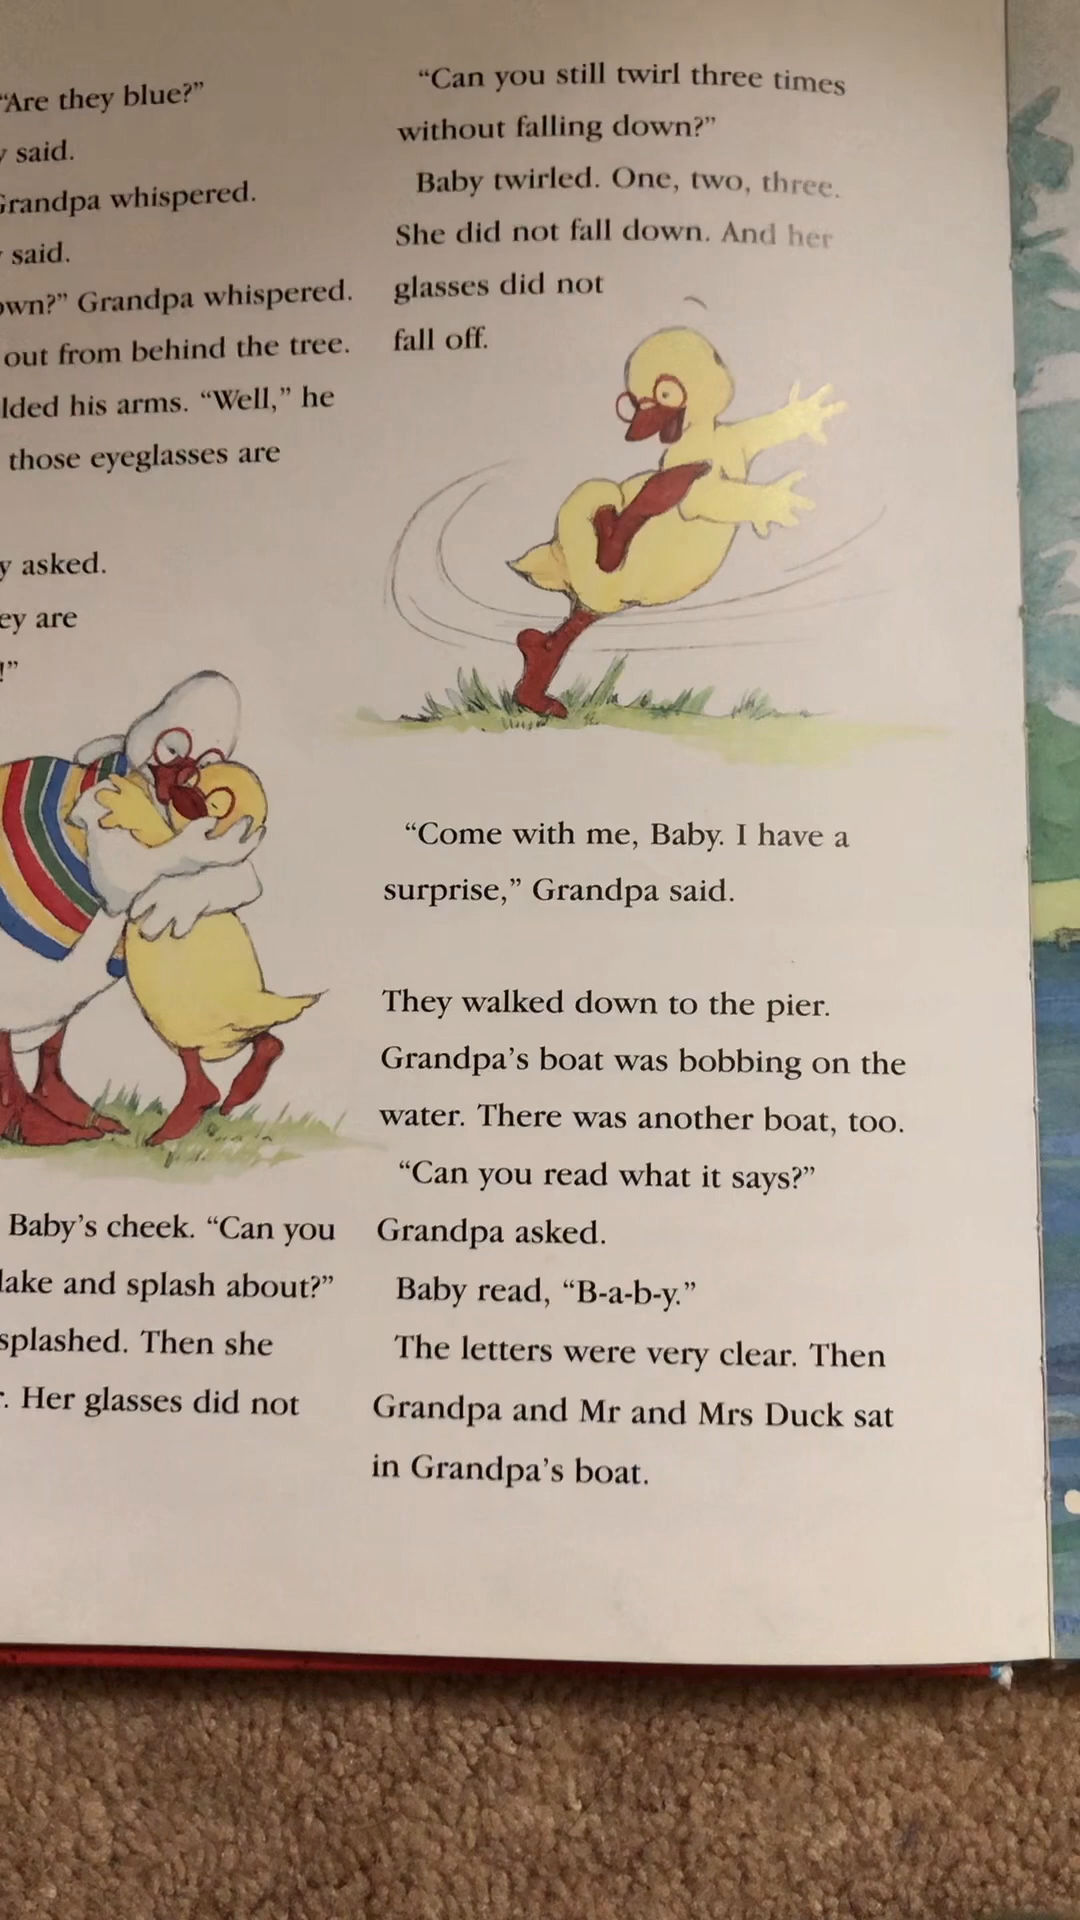 “Are they blue?”
said.
Grandpa whispered.
said.
Grandpa whispered.
out from behind the tree.
his arms. “Well,” he
those eyeglasses are
asked.
are
!”
Baby’s cheek. “Can you
lake and splash about?”
splashed. Then she
Her glasses did not
“Can you still twirl three times
without falling down?”
Baby twirled. One, two, three.
She did not fall down. And her
glasses did not
fall off.
“Come with me, Baby. I have a
surprise,” Grandpa said.
They walked down to the pier.
Grandpa’s boat was bobbing on the
water. There was another boat, too.
“Can you read what it says?”
Grandpa asked.
Baby read, “B-a-b-y.”
The letters were very clear. Then
Grandpa and Mr and Mrs Duck sat
in Grandpa’s boat.